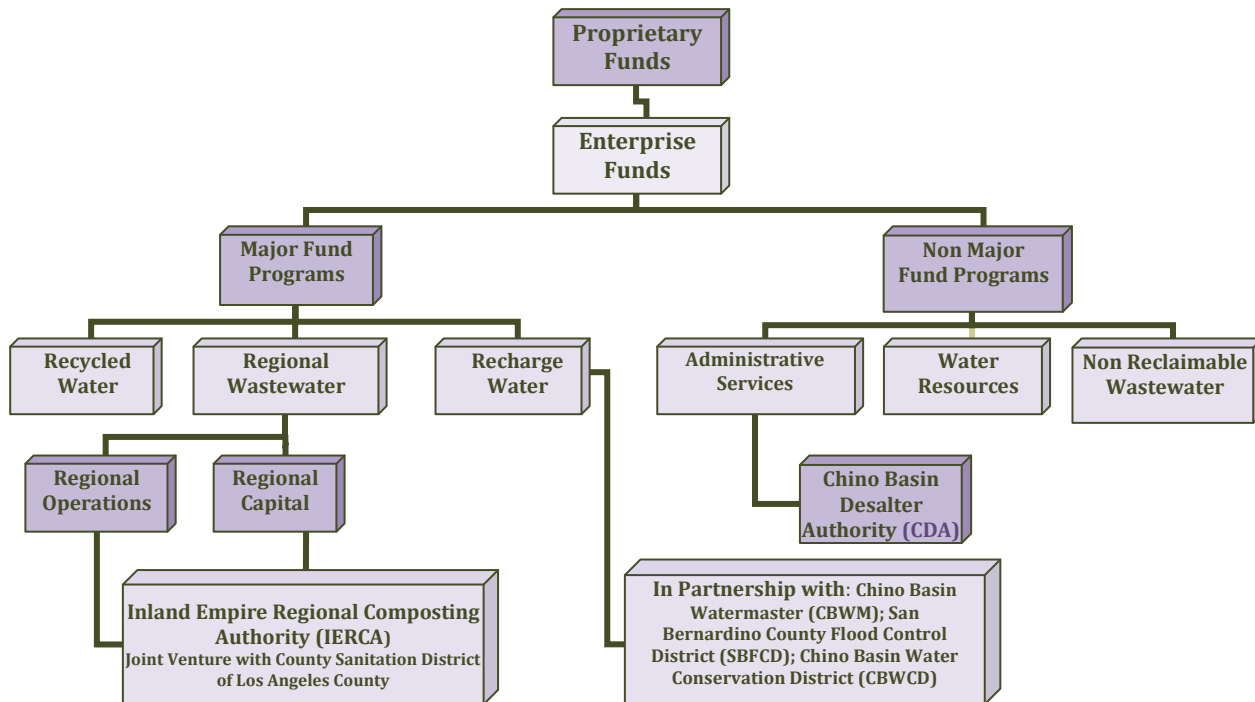 Proprietary
Funds
Enterprise
Funds
Major Fund
Programs
Non Major
Fund Programs
Recycled
Water
Regional
Wastewater
Recharge
Water
Administrative
Services
Water
Resources
Non Reclaimable
Wastewater
Regional
Operations
Regional
Capital
Chino Basin
Desalter
Authority (CDA)
Inland Empire Regional Composting
Authority (IERCA)
Joint Venture with County Sanitation District
of Los Angeles County
In Partnership with: Chino Basin
Watermaster (CBWM); San
Bernardino County Flood Control
District (SBFCD); Chino Basin Water
Conservation District (CBWCD)